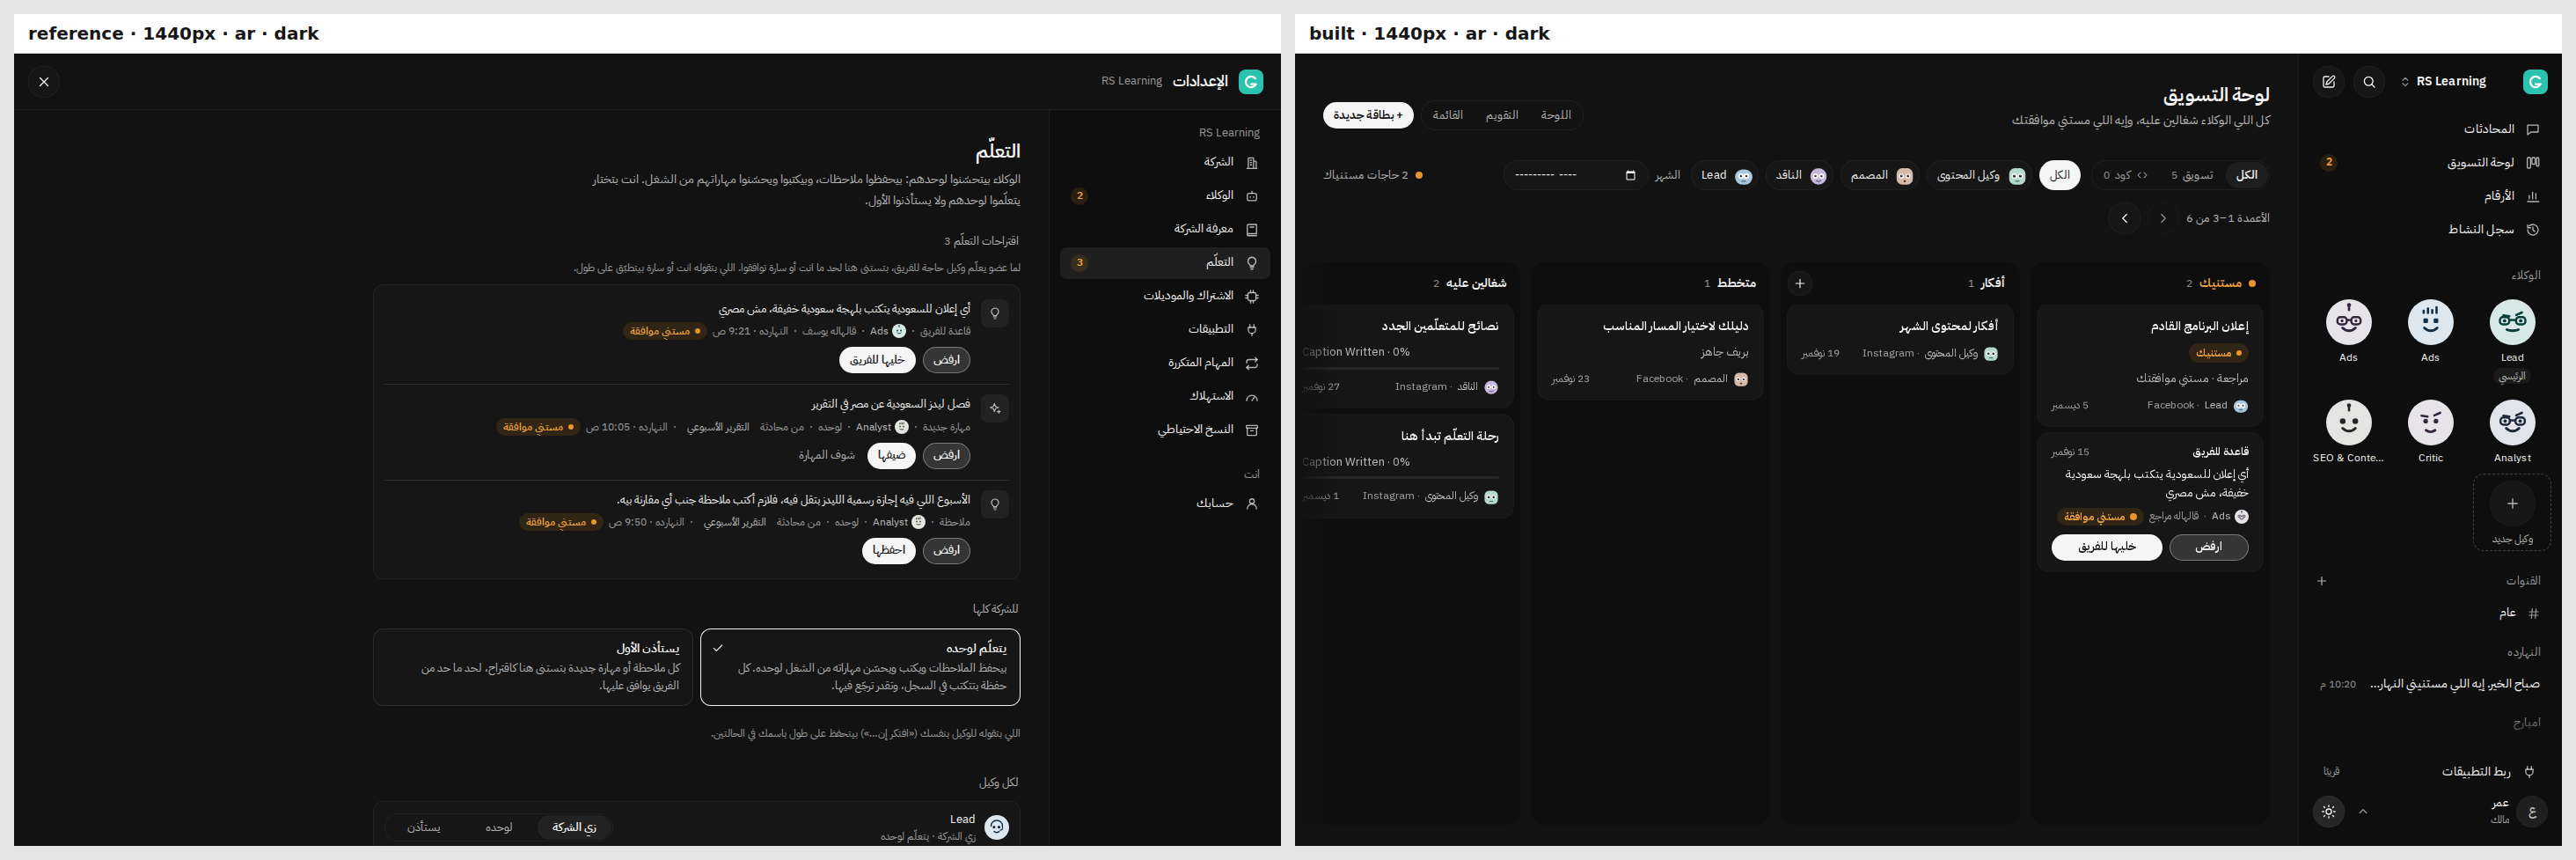 reference · 1440px · ar · dark
الإعدادات RS Learning
RS Learning
الشركة
الوكلاء 2
معرفة الشركة
التعلّم 3
الاشتراك والموديلات
التطبيقات
المهام المتكررة
الاستهلاك
النسخ الاحتياطي
انت
حسابك
التعلّم
الوكلاء بيتحسّنوا لوحدهم: بيحفظوا ملاحظات، وبيكتبوا ويحسّنوا مهاراتهم من الشغل. انت بتختار
يتعلّموا لوحدهم ولا يستأذنوا الأول.
اقتراحات التعلّم 3
لما عضو يعلّم وكيل حاجة للفريق، بتستنى هنا لحد ما انت أو سارة توافقوا. اللي بتقوله انت أو سارة بيتطبّق على طول.
أي إعلان للسعودية يتكتب بلهجة سعودية خفيفة، مش مصري
قاعدة للفريق · Ads · قالهاله يوسف · النهارده · 9:21 ص مستني موافقة
ارفض خليها للفريق
فصل ليدز السعودية عن مصر في التقرير
مهارة جديدة · Analyst · لوحده · من محادثة التقرير الأسبوعي · النهارده · 10:05 ص مستني موافقة
ارفض ضيفها شوف المهارة
الأسبوع اللي فيه إجازة رسمية الليدز بتقل فيه، فلازم أكتب ملاحظة جنب أي مقارنة بيه.
ملاحظة · Analyst · لوحده · من محادثة التقرير الأسبوعي · النهارده · 9:50 ص مستني موافقة
ارفض احفظها
للشركة كلها
يتعلّم لوحده
بيحفظ الملاحظات ويكتب ويحسّن مهاراته من الشغل لوحده. كل
حفظة بتتكتب في السجل، وتقدر ترجّع فيها.
يستأذن الأول
كل ملاحظة أو مهارة جديدة بتستنى هنا كاقتراح، لحد ما حد من
الفريق يوافق عليها.
اللي بتقوله للوكيل بنفسك («افتكر إن…») بيتحفظ على طول باسمك في الحالتين.
لكل وكيل
Lead
زي الشركة · يتعلّم لوحده
زي الشركة لوحده يستأذن
built · 1440px · ar · dark
RS Learning
المحادثات
لوحة التسويق 2
الأرقام
سجل النشاط
الوكلاء
Lead Ads Ads
الرئيسي
Analyst Critic SEO & Conte...
وكيل جديد
القنوات
عام
النهارده
صباح الخير. إيه اللي مستنيني النهار... 10:20 م
امبارح
ربط التطبيقات قريبًا
ع عمر
مالك
لوحة التسويق
كل اللي الوكلاء شغالين عليه، وإيه اللي مستني موافقتك
اللوحة التقويم القائمة
+ بطاقة جديدة
الكل تسويق 5 كود 0
الكل وكيل المحتوى المصمم الناقد Lead
الشهر --------- ----
2 حاجات مستنياك
الأعمدة 1–3 من 6
مستنيك 2
إعلان البرنامج القادم
مستنيك
مراجعة · مستني موافقتك
Lead · Facebook 5 ديسمبر
قاعدة للفريق 15 نوفمبر
أي إعلان للسعودية يتكتب بلهجة سعودية
خفيفة، مش مصري
Ads · قالهاله مراجع مستني موافقة
ارفض خليها للفريق
أفكار 1
أفكار لمحتوى الشهر
وكيل المحتوى · Instagram 19 نوفمبر
متخطط 1
دليلك لاختيار المسار المناسب
بريف جاهز
المصمم · Facebook 23 نوفمبر
شغالين عليه 2
نصائح للمتعلّمين الجدد
Caption Written · 0%
الناقد · Instagram 27 نوفمبر
رحلة التعلّم تبدأ هنا
Caption Written · 0%
وكيل المحتوى · Instagram 1 ديسمبر